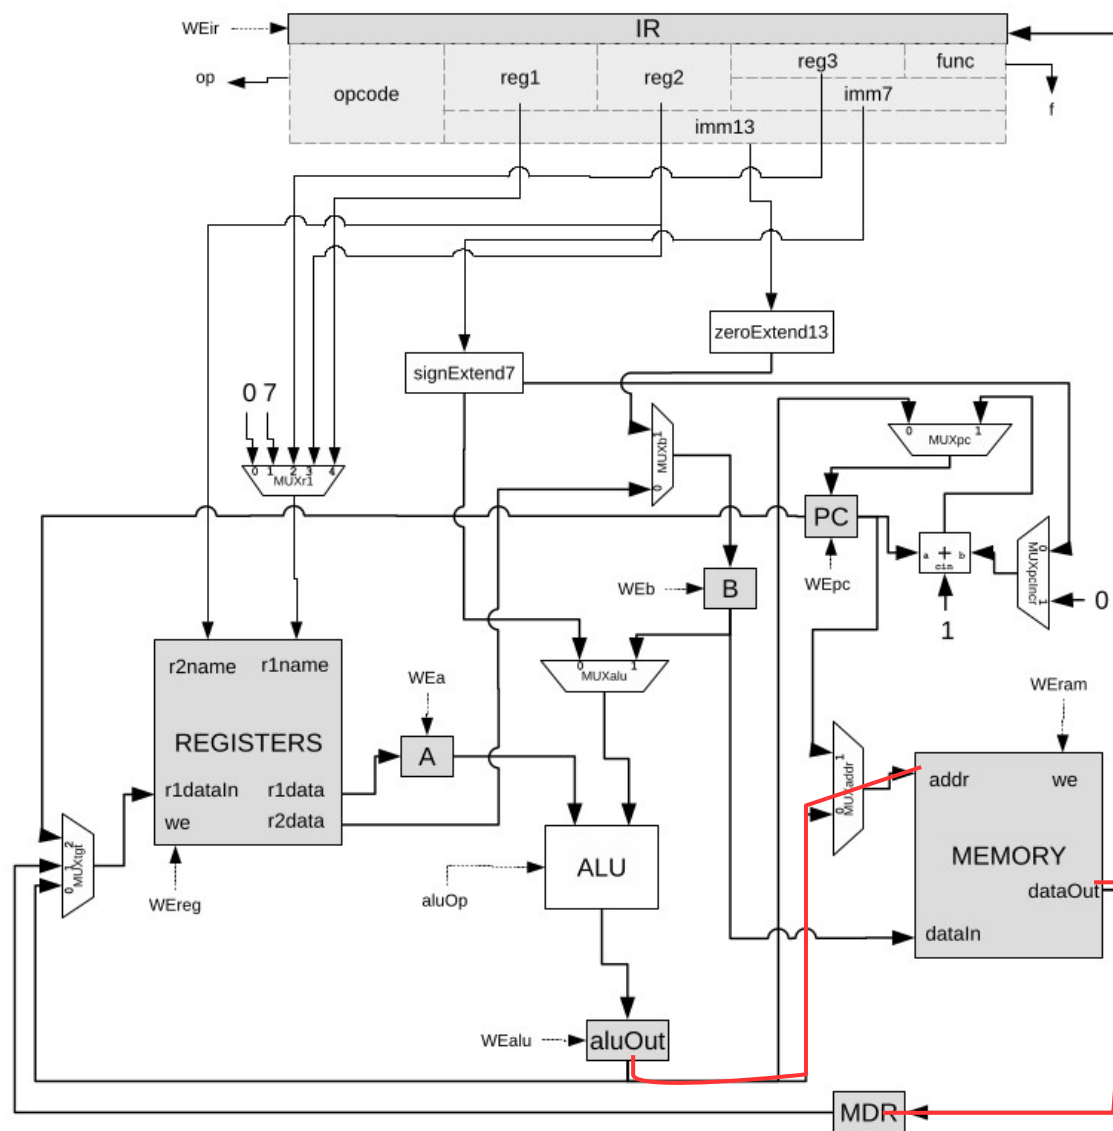 WEir
IR
op
opcode
reg1
reg2
reg3
func
imm7
f
imm13
zeroExtend13
signExtend7
0 7
0 1 2 3 4
MUXr1
1
MUXb
0
0 1
MUXpc
PC
WEpc
a + b
cin
1
0
MUXpcIncr
1
0
WEb
B
r2name
r1name
REGISTERS
r1dataIn
r1data
we
r2data
WEreg
WEa
A
0 1
MUXalu
WEram
1
MUXaddr
0
addr
we
MEMORY
dataOut
dataIn
2
1
0
MUXtgt
aluOp
ALU
WEalu
aluOut
MDR